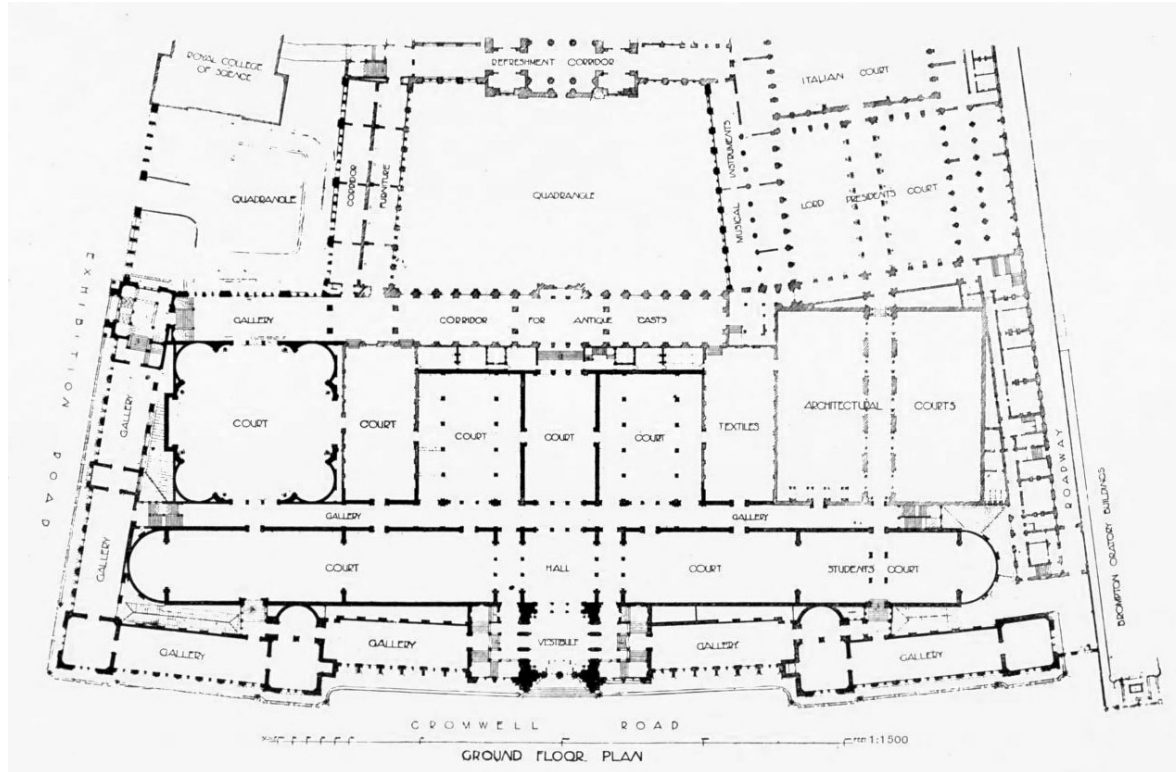 ROYAL COLLEGE
OF SCIENCE
REFRESHMENT CORRIDOR
ITALIAN COURT
QUADRANGLE
CORRIDOR
FURNITURE
QUADRANGLE
MUSICAL INSTRUMENTS
LORD PRESIDENTS COURT
EXHIBITION ROAD
GALLERY
CORRIDOR FOR ANTIQUE CASTS
GALLERY
COURT
COURT
COURT
COURT
COURT
TEXTILES
ARCHITECTURAL COURTS
ROADWAY
GALLERY
GALLERY
GALLERY
COURT
HALL
COURT
STUDENTS COURT
BROMPTON ORATORY BUILDINGS
GALLERY
GALLERY
VESTIBULE
GALLERY
GALLERY
CROMWELL ROAD
1:1500
GROUND FLOOR PLAN